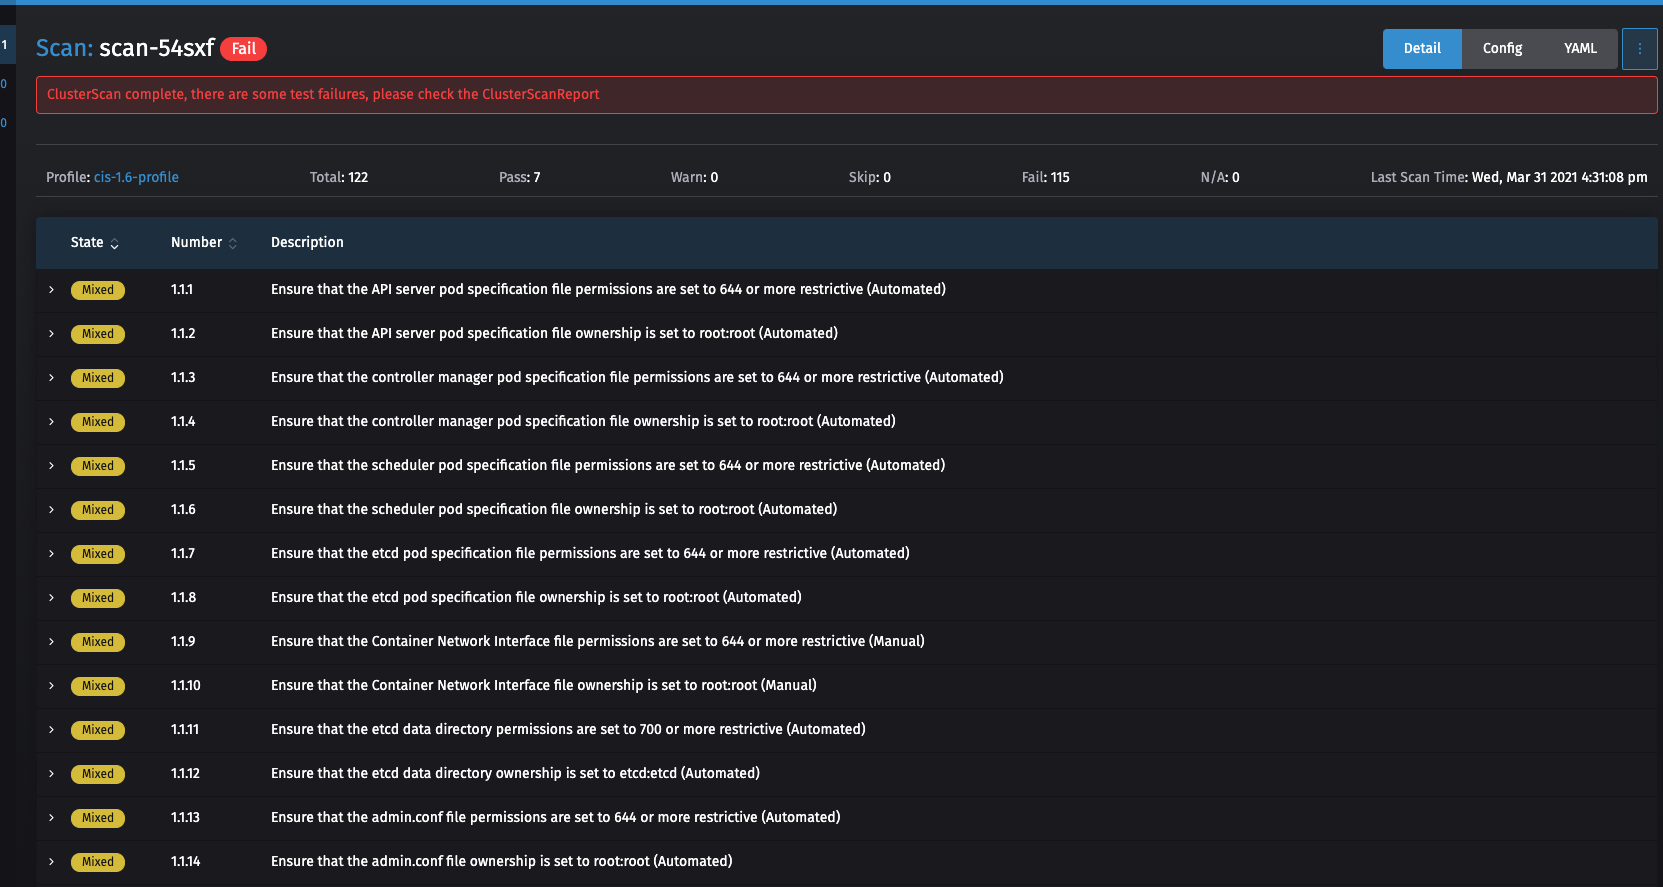 1
0
0
Scan: scan-54sxf Fail
Detail Config YAML
ClusterScan complete, there are some test failures, please check the ClusterScanReport
Profile: cis-1.6-profile Total: 122 Pass: 7 Warn: 0 Skip: 0 Fail: 115 N/A: 0 Last Scan Time: Wed, Mar 31 2021 4:31:08 pm
State Number Description
Mixed 1.1.1 Ensure that the API server pod specification file permissions are set to 644 or more restrictive (Automated)
Mixed 1.1.2 Ensure that the API server pod specification file ownership is set to root:root (Automated)
Mixed 1.1.3 Ensure that the controller manager pod specification file permissions are set to 644 or more restrictive (Automated)
Mixed 1.1.4 Ensure that the controller manager pod specification file ownership is set to root:root (Automated)
Mixed 1.1.5 Ensure that the scheduler pod specification file permissions are set to 644 or more restrictive (Automated)
Mixed 1.1.6 Ensure that the scheduler pod specification file ownership is set to root:root (Automated)
Mixed 1.1.7 Ensure that the etcd pod specification file permissions are set to 644 or more restrictive (Automated)
Mixed 1.1.8 Ensure that the etcd pod specification file ownership is set to root:root (Automated)
Mixed 1.1.9 Ensure that the Container Network Interface file permissions are set to 644 or more restrictive (Manual)
Mixed 1.1.10 Ensure that the Container Network Interface file ownership is set to root:root (Manual)
Mixed 1.1.11 Ensure that the etcd data directory permissions are set to 700 or more restrictive (Automated)
Mixed 1.1.12 Ensure that the etcd data directory ownership is set to etcd:etcd (Automated)
Mixed 1.1.13 Ensure that the admin.conf file permissions are set to 644 or more restrictive (Automated)
Mixed 1.1.14 Ensure that the admin.conf file ownership is set to root:root (Automated)